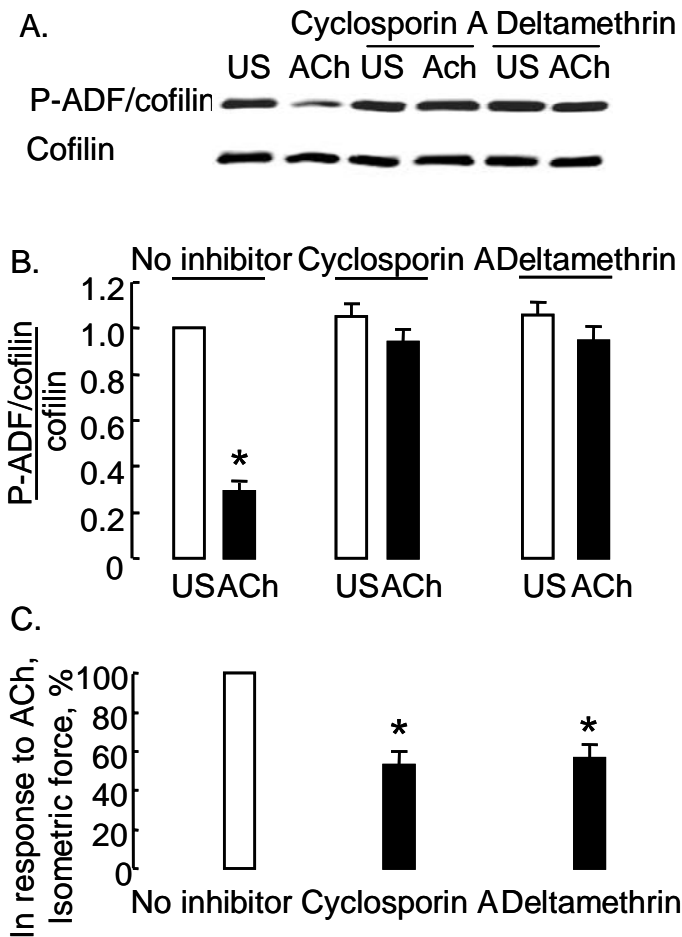 A.
Cyclosporin A Deltamethrin
US ACh US Ach US ACh
P-ADF/cofilin
Cofilin
B.
No inhibitor Cyclosporin A Deltamethrin
P-ADF/cofilin
cofilin
1.2
1.0
0.8
0.6
0.4
0.2
0
*
US ACh US ACh US ACh
C.
In response to ACh,
Isometric force, %
100
80
60
40
20
0
* *
No inhibitor Cyclosporin A Deltamethrin